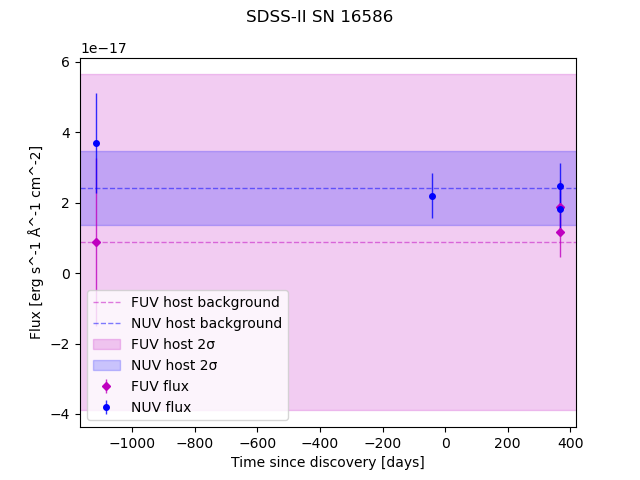 SDSS-II SN 16586
1e−17
6
4
2
0
−2
−4
Flux [erg s^-1 Å^-1 cm^-2]
FUV host background
NUV host background
FUV host 2σ
NUV host 2σ
FUV flux
NUV flux
−1000 −800 −600 −400 −200 0 200 400
Time since discovery [days]